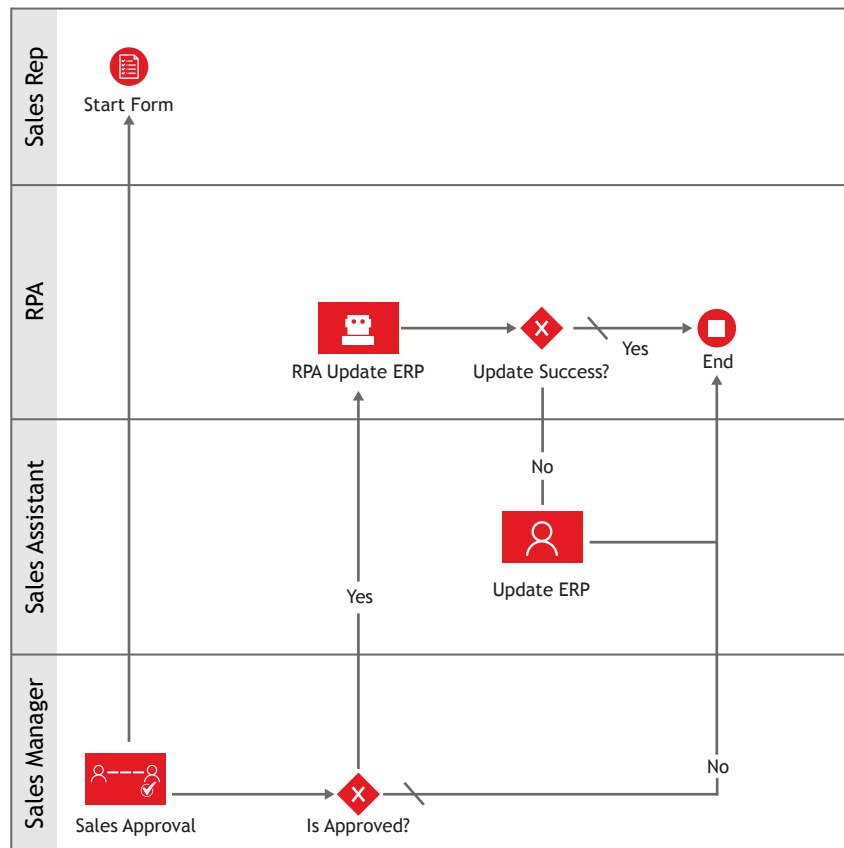 Sales Rep
Start Form
RPA
RPA Update ERP
Update Success?
Yes
End
Sales Assistant
No
Update ERP
Yes
Sales Manager
No
Sales Approval
Is Approved?